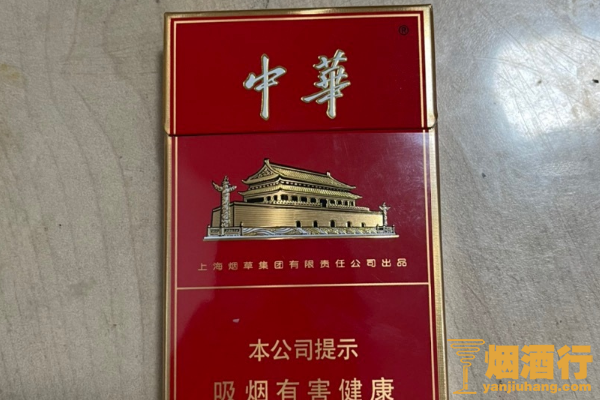 中華
®
上海烟草集团有限责任公司出品
本公司提示
吸烟有害健康
烟酒行
yanjiuhang.com